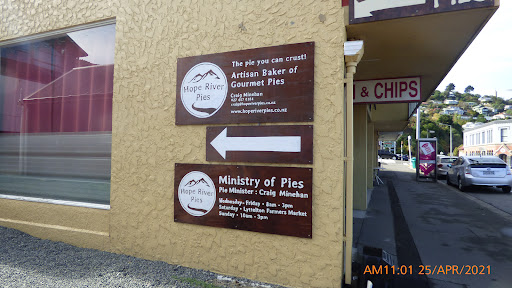 The pie you can crust!
Artisan Baker of
Gourmet Pies
Craig Minehan
www.hoperiverpies.co.nz
Hope River
Pies
& CHIPS
Ministry of Pies
Pie Minister : Craig Minehan
Wednesday - Friday • 8am - 3pm
Saturday • Lyttelton Farmers Market
Sunday • 10am - 3pm
Hope River
Pies
AM11:01 25/APR/2021